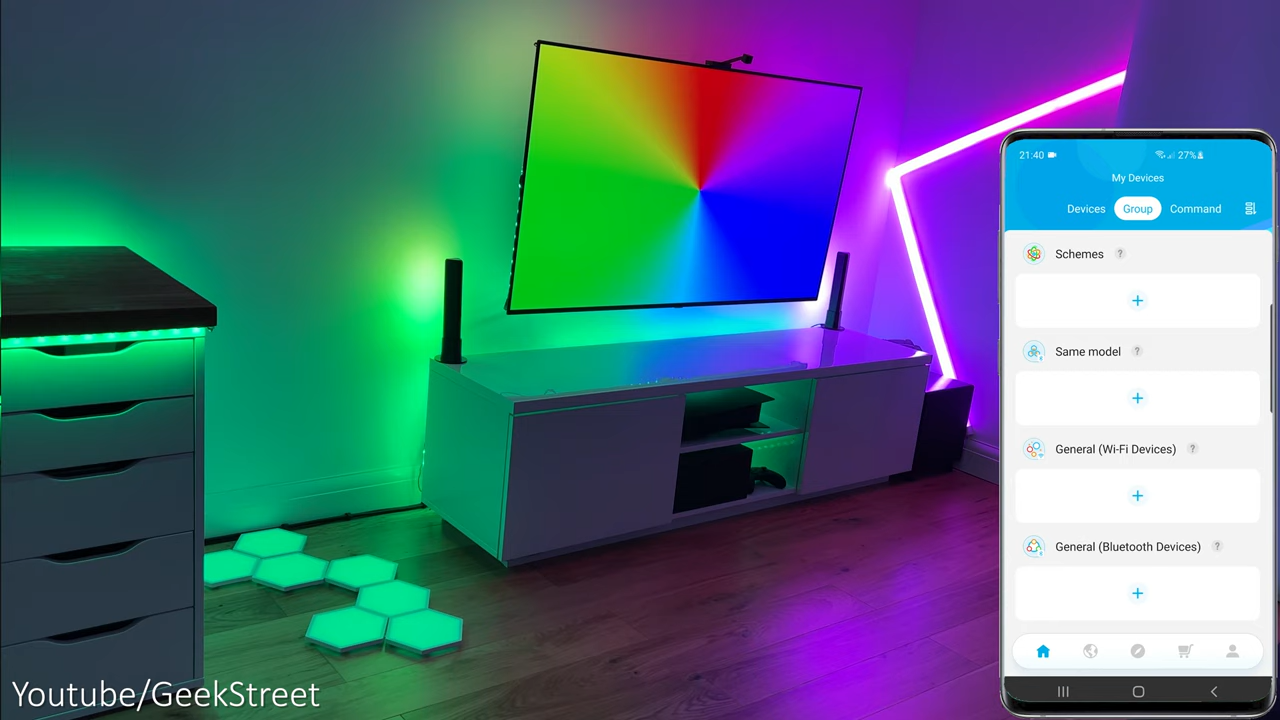 21:40
27%
My Devices
Devices Group Command
Schemes ?
Same model ?
General (Wi-Fi Devices) ?
General (Bluetooth Devices) ?
Youtube/GeekStreet